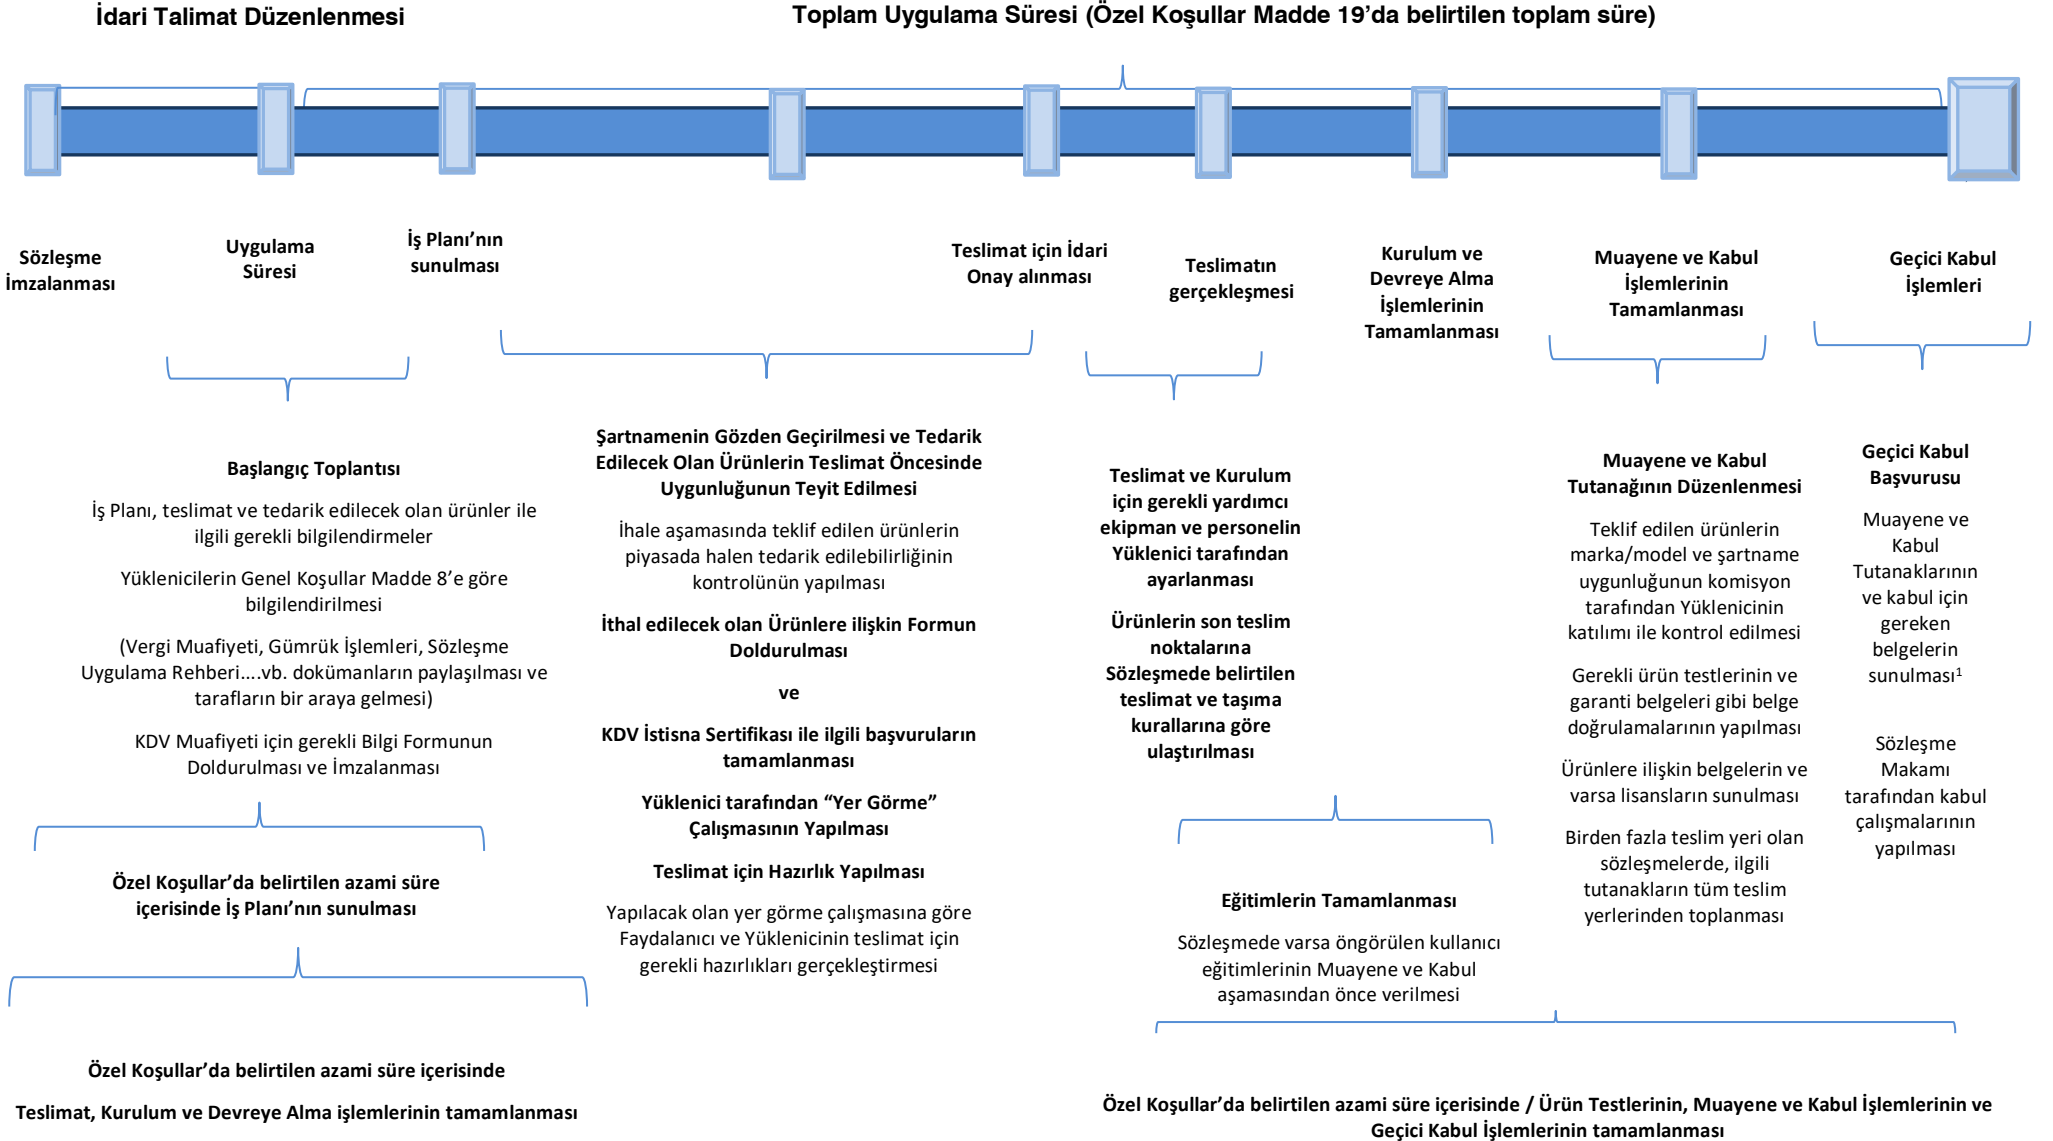 İdari Talimat Düzenlenmesi
Toplam Uygulama Süresi (Özel Koşullar Madde 19’da belirtilen toplam süre)
Sözleşme
İmzalanması
Uygulama
Süresi
İş Planı’nın
sunulması
Teslimat için İdari
Onay alınması
Teslimatın
gerçekleşmesi
Kurulum ve
Devreye Alma
İşlemlerinin
Tamamlanması
Muayene ve Kabul
İşlemlerinin
Tamamlanması
Geçici Kabul
İşlemleri
Başlangıç Toplantısı
İş Planı, teslimat ve tedarik edilecek olan ürünler ile
ilgili gerekli bilgilendirmeler
Yüklenicilerin Genel Koşullar Madde 8’e göre
bilgilendirilmesi
(Vergi Muafiyeti, Gümrük İşlemleri, Sözleşme
Uygulama Rehberi....vb. dokümanların paylaşılması ve
tarafların bir araya gelmesi)
KDV Muafiyeti için gerekli Bilgi Formunun
Doldurulması ve İmzalanması
Özel Koşullar’da belirtilen azami süre
içerisinde İş Planı’nın sunulması
Özel Koşullar’da belirtilen azami süre içerisinde
Teslimat, Kurulum ve Devreye Alma işlemlerinin tamamlanması
Şartnamenin Gözden Geçirilmesi ve Tedarik
Edilecek Olan Ürünlerin Teslimat Öncesinde
Uygunluğunun Teyit Edilmesi
İhale aşamasında teklif edilen ürünlerin
piyasada halen tedarik edilebilirliğinin
kontrolünün yapılması
İthal edilecek olan Ürünlere ilişkin Formun
Doldurulması
ve
KDV İstisna Sertifikası ile ilgili başvuruların
tamamlanması
Yüklenici tarafından “Yer Görme”
Çalışmasının Yapılması
Teslimat için Hazırlık Yapılması
Yapılacak olan yer görme çalışmasına göre
Faydalanıcı ve Yüklenicinin teslimat için
gerekli hazırlıkları gerçekleştirmesi
Teslimat ve Kurulum
için gerekli yardımcı
ekipman ve personelin
Yüklenici tarafından
ayarlanması
Ürünlerin son teslim
noktalarına
Sözleşmede belirtilen
teslimat ve taşıma
kurallarına göre
ulaştırılması
Eğitimlerin Tamamlanması
Sözleşmede varsa öngörülen kullanıcı
eğitimlerinin Muayene ve Kabul
aşamasından önce verilmesi
Muayene ve Kabul
Tutanağının Düzenlenmesi
Teklif edilen ürünlerin
marka/model ve şartname
uygunluğunun komisyon
tarafından Yüklenicinin
katılımı ile kontrol edilmesi
Gerekli ürün testlerinin ve
garanti belgeleri gibi belge
doğrulamalarının yapılması
Ürünlere ilişkin belgelerin ve
varsa lisansların sunulması
Birden fazla teslim yeri olan
sözleşmelerde, ilgili
tutanakların tüm teslim
yerlerinden toplanması
Geçici Kabul
Başvurusu
Muayene ve
Kabul
Tutanaklarının
ve kabul için
gereken
belgelerin
sunulması¹
Sözleşme
Makamı
tarafından kabul
çalışmalarının
yapılması
Özel Koşullar’da belirtilen azami süre içerisinde / Ürün Testlerinin, Muayene ve Kabul İşlemlerinin ve
Geçici Kabul İşlemlerinin tamamlanması